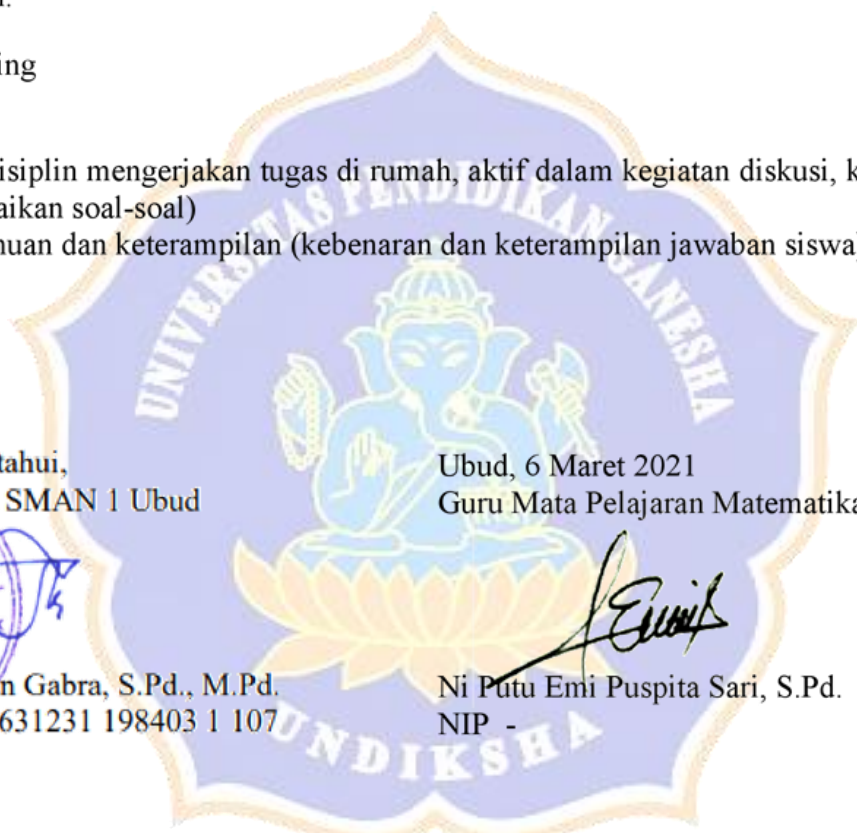 ing
isiplin mengerjakan tugas di rumah, aktif dalam kegiatan diskusi, k
aikan soal-soal)
nuan dan keterampilan (kebenaran dan keterampilan jawaban siswa)
UNIVERSITAS PENDIDIKAN GANESHA
tahui,
SMAN 1 Ubud
Ubud, 6 Maret 2021
Guru Mata Pelajaran Matematika
n Gabra, S.Pd., M.Pd.
631231 198403 1 107
Ni Putu Emi Puspita Sari, S.Pd.
NIP -
UNDIKSHA